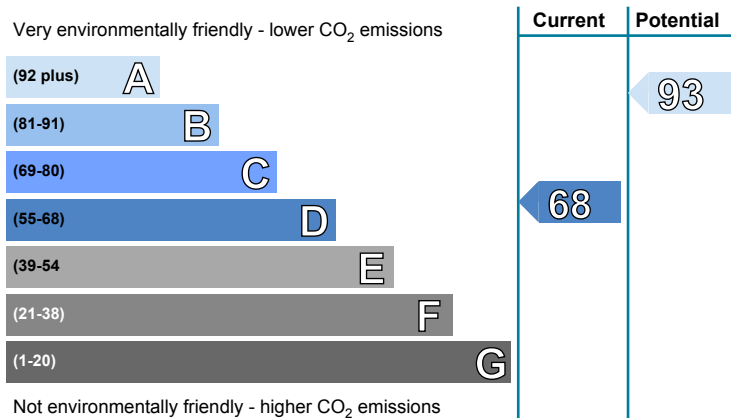 Current Potential
Very environmentally friendly - lower CO2 emissions
(92 plus) A
93
(81-91) B
(69-80) C
68
(55-68) D
(39-54 E
(21-38) F
(1-20) G
Not environmentally friendly - higher CO2 emissions